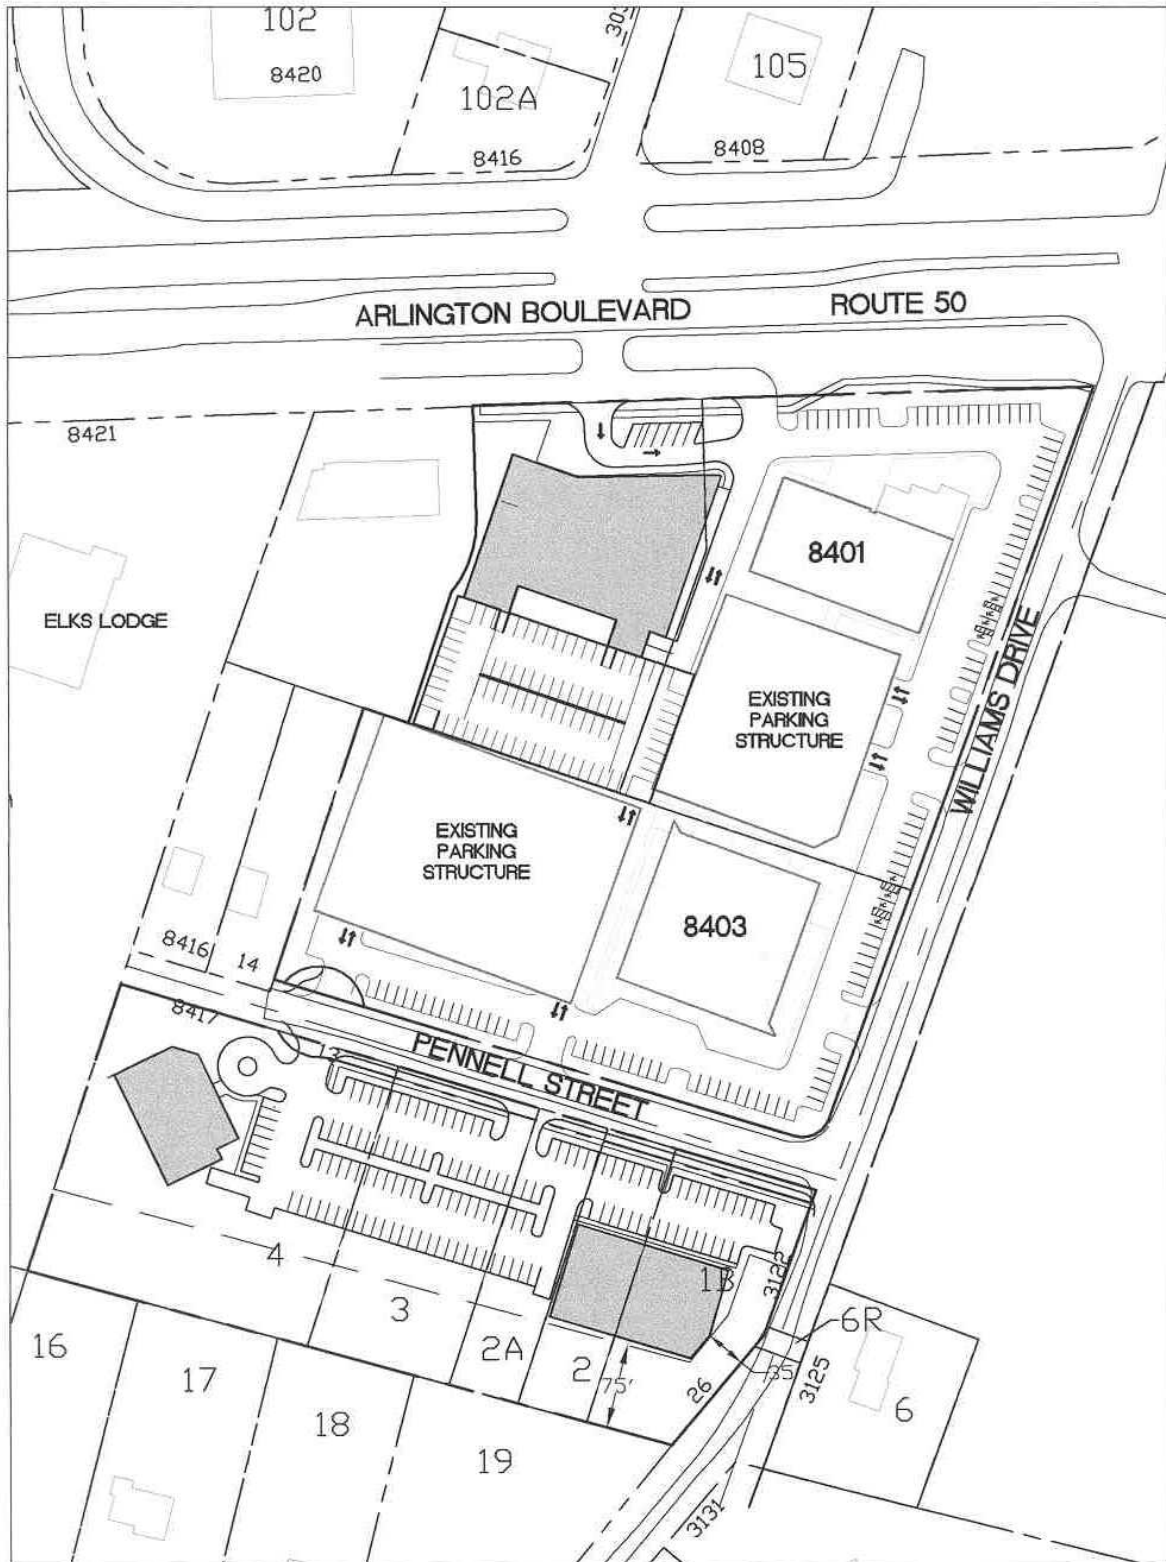 102
8420
102A
8416
105
8408
ARLINGTON BOULEVARD
ROUTE 50
8421
ELKS LODGE
8401
EXISTING
PARKING
STRUCTURE
WILLIAMS DRIVE
EXISTING
PARKING
STRUCTURE
8403
8416
14
8417
13
PENNELL STREET
4
3
2A
2
1B
3122
75'
35
26
6R
3125
6
16
17
18
19
3131